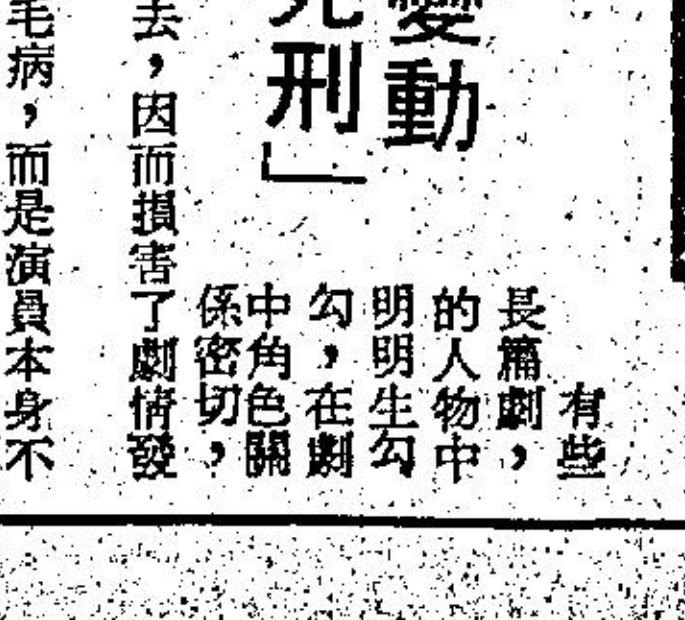 變動
刑」
有些
長篇劇，
的人物中
明明生勾
勾，在劇
中角色關
係密切，
去，因而損害了劇情發
毛病，而是演員本身不